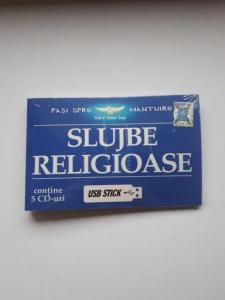 PAȘI SPRE MÂNTUIRE
SLUJBE
RELIGIOASE
conține
5 CD-uri
USB STICK